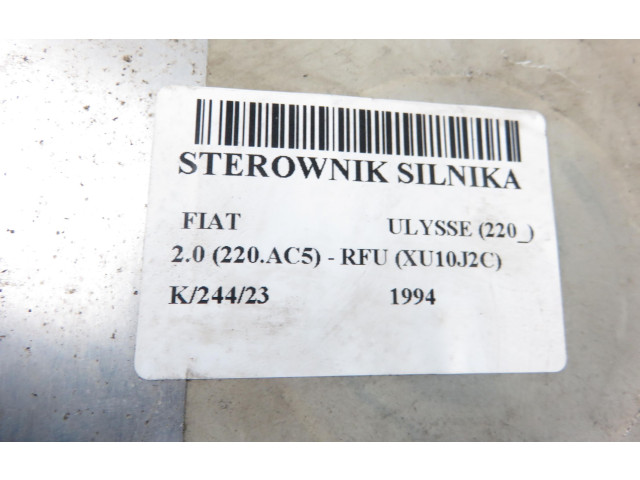 STEROWNIK SILNIKA
FIAT ULYSSE (220_)
2.0 (220.AC5) - RFU (XU10J2C)
K/244/23 1994